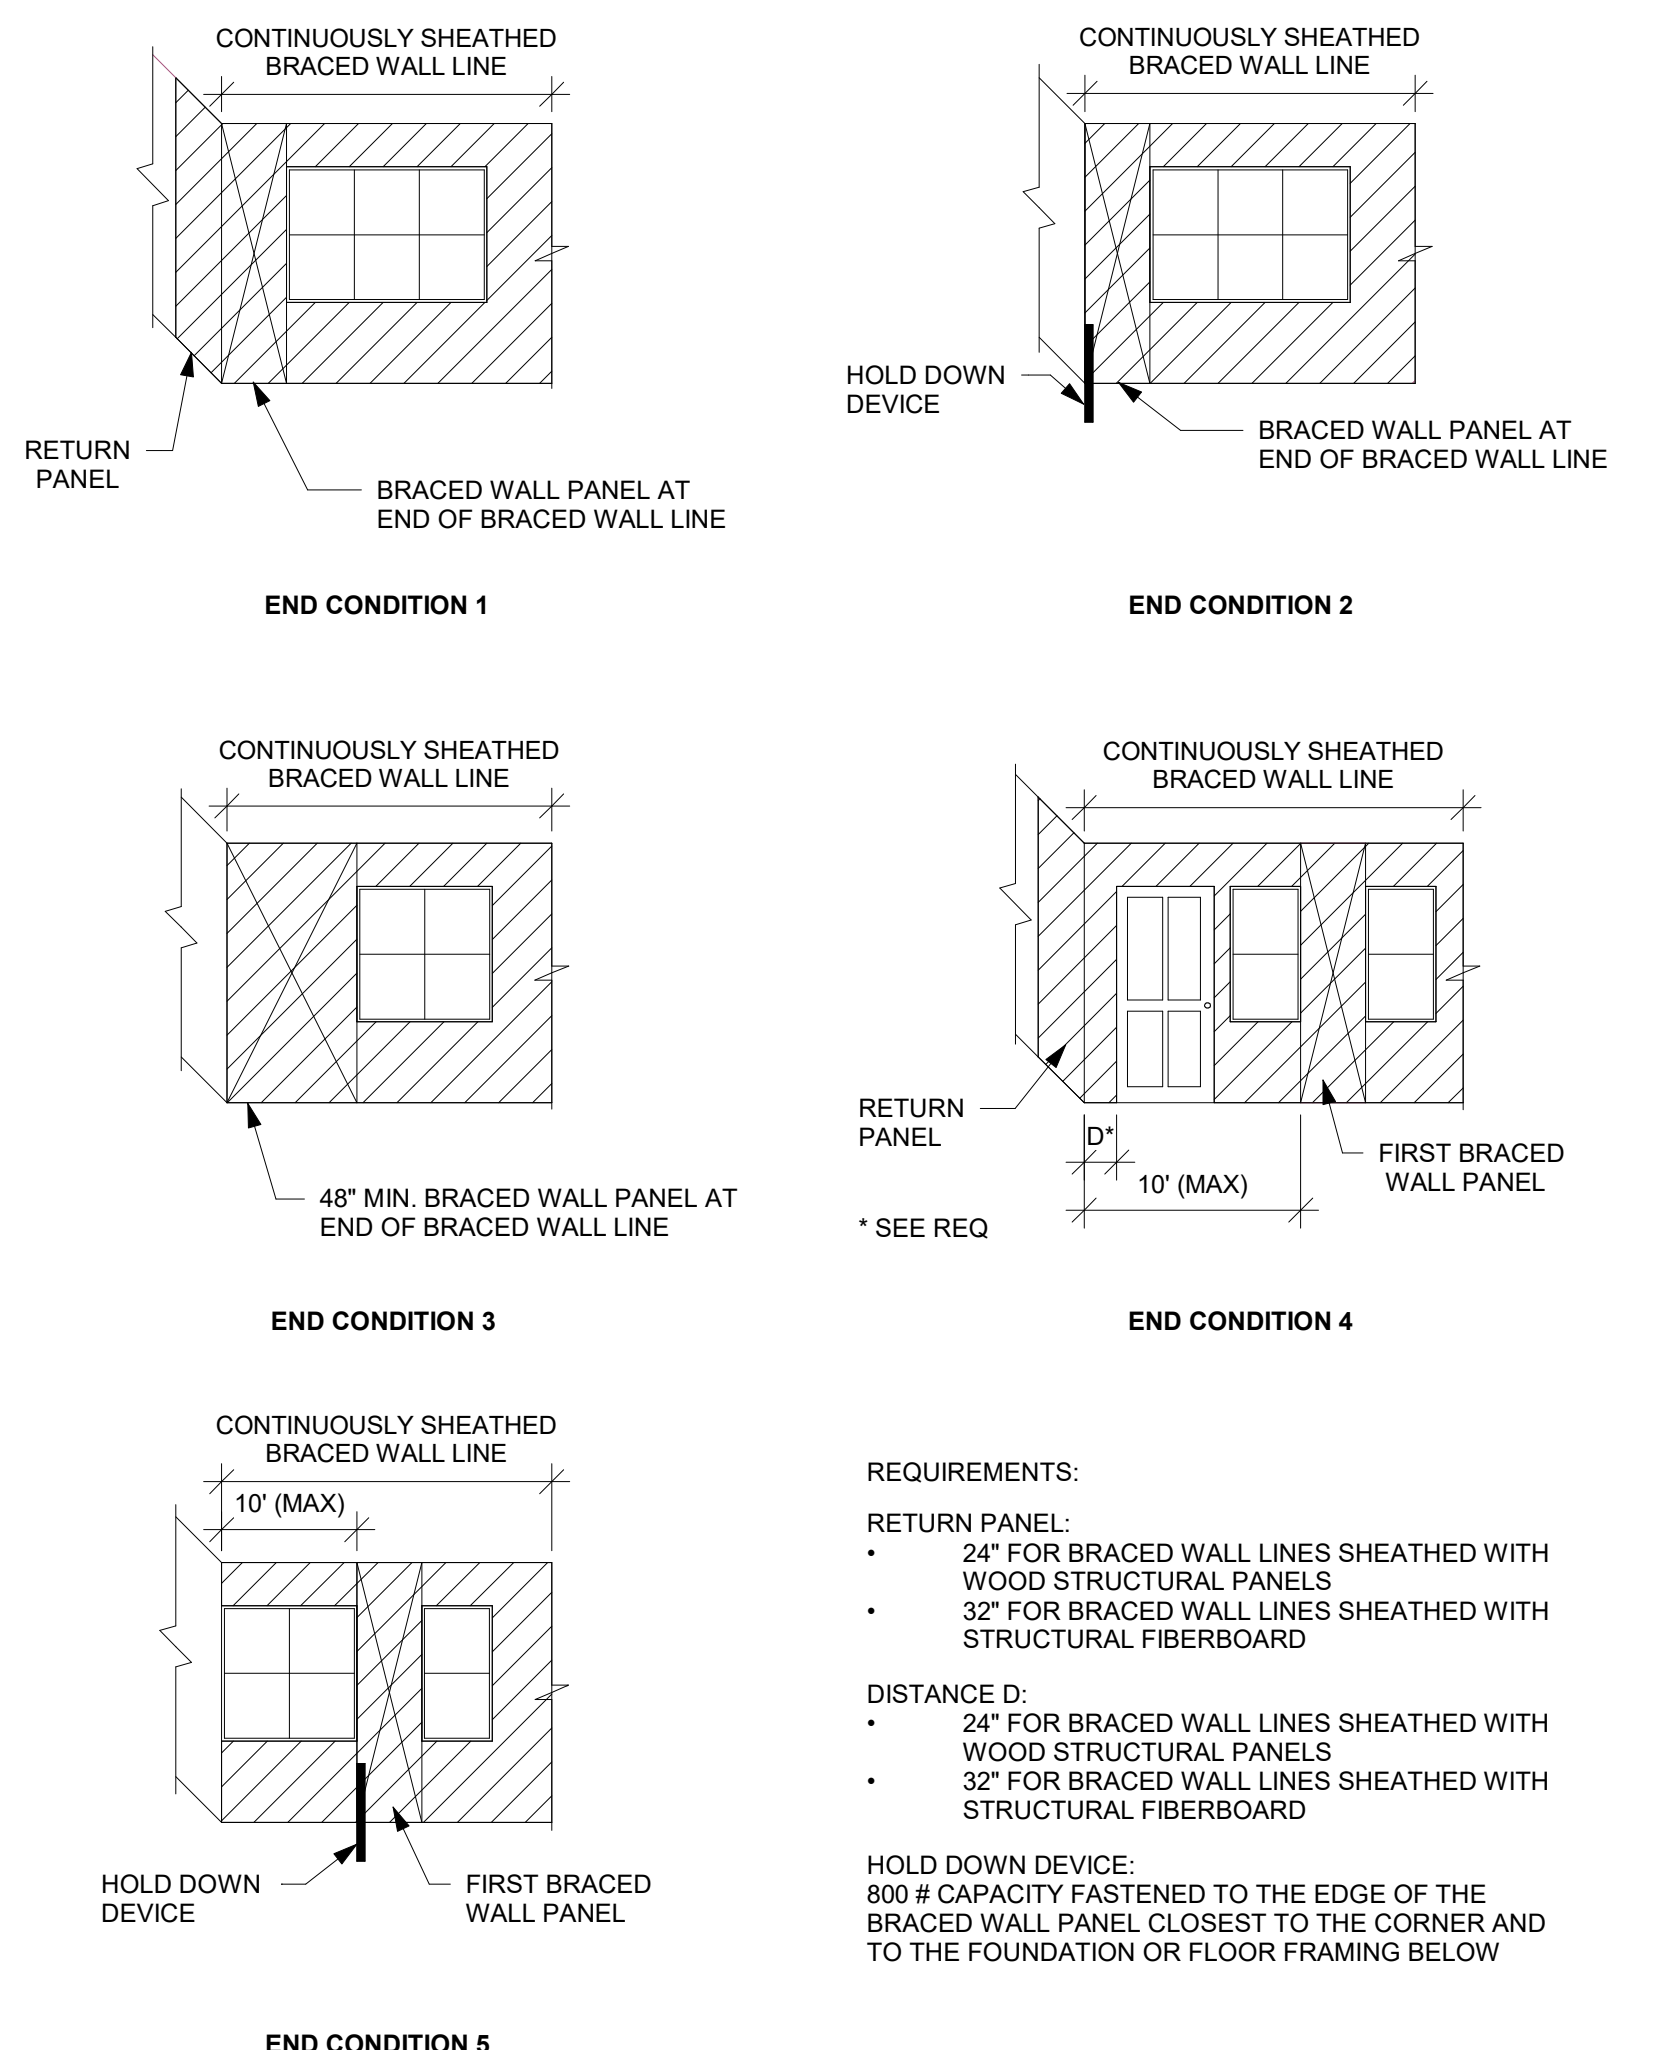 CONTINUOUSLY SHEATHED
BRACED WALL LINE
RETURN
PANEL
BRACED WALL PANEL AT
END OF BRACED WALL LINE
END CONDITION 1
CONTINUOUSLY SHEATHED
BRACED WALL LINE
HOLD DOWN
DEVICE
BRACED WALL PANEL AT
END OF BRACED WALL LINE
END CONDITION 2
CONTINUOUSLY SHEATHED
BRACED WALL LINE
48" MIN. BRACED WALL PANEL AT
END OF BRACED WALL LINE
END CONDITION 3
CONTINUOUSLY SHEATHED
BRACED WALL LINE
RETURN
PANEL
D*
10' (MAX)
FIRST BRACED
WALL PANEL
* SEE REQ
END CONDITION 4
CONTINUOUSLY SHEATHED
BRACED WALL LINE
10' (MAX)
HOLD DOWN
DEVICE
FIRST BRACED
WALL PANEL
END CONDITION 5
REQUIREMENTS:
RETURN PANEL:
• 24" FOR BRACED WALL LINES SHEATHED WITH
WOOD STRUCTURAL PANELS
• 32" FOR BRACED WALL LINES SHEATHED WITH
STRUCTURAL FIBERBOARD
DISTANCE D:
• 24" FOR BRACED WALL LINES SHEATHED WITH
WOOD STRUCTURAL PANELS
• 32" FOR BRACED WALL LINES SHEATHED WITH
STRUCTURAL FIBERBOARD
HOLD DOWN DEVICE:
800 # CAPACITY FASTENED TO THE EDGE OF THE
BRACED WALL PANEL CLOSEST TO THE CORNER AND
TO THE FOUNDATION OR FLOOR FRAMING BELOW